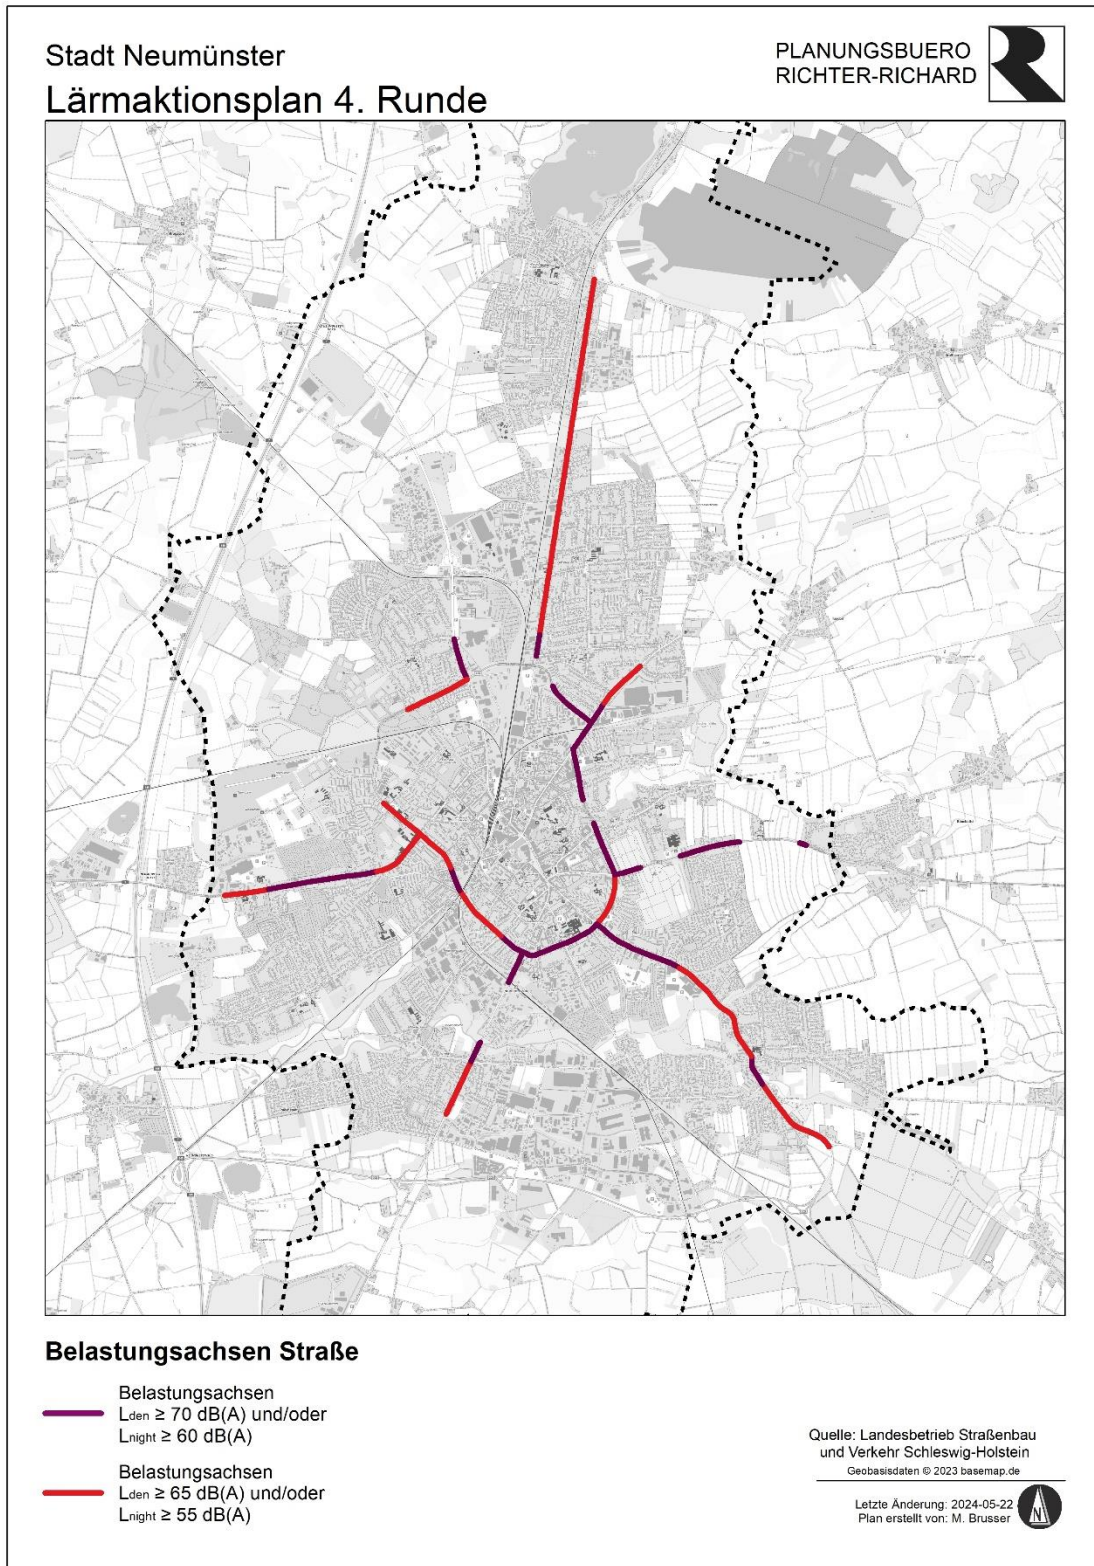 Stadt Neumünster
Lärmaktionsplan 4. Runde
PLANUNGSBUERO
RICHTER-RICHARD
Belastungsachsen Straße
Belastungsachsen
Lden ≥ 70 dB(A) und/oder
Lnight ≥ 60 dB(A)
Belastungsachsen
Lden ≥ 65 dB(A) und/oder
Lnight ≥ 55 dB(A)
Quelle: Landesbetrieb Straßenbau
und Verkehr Schleswig-Holstein
Geobasisdaten © 2023 basemap.de
Letzte Änderung: 2024-05-22
Plan erstellt von: M. Brusser
N